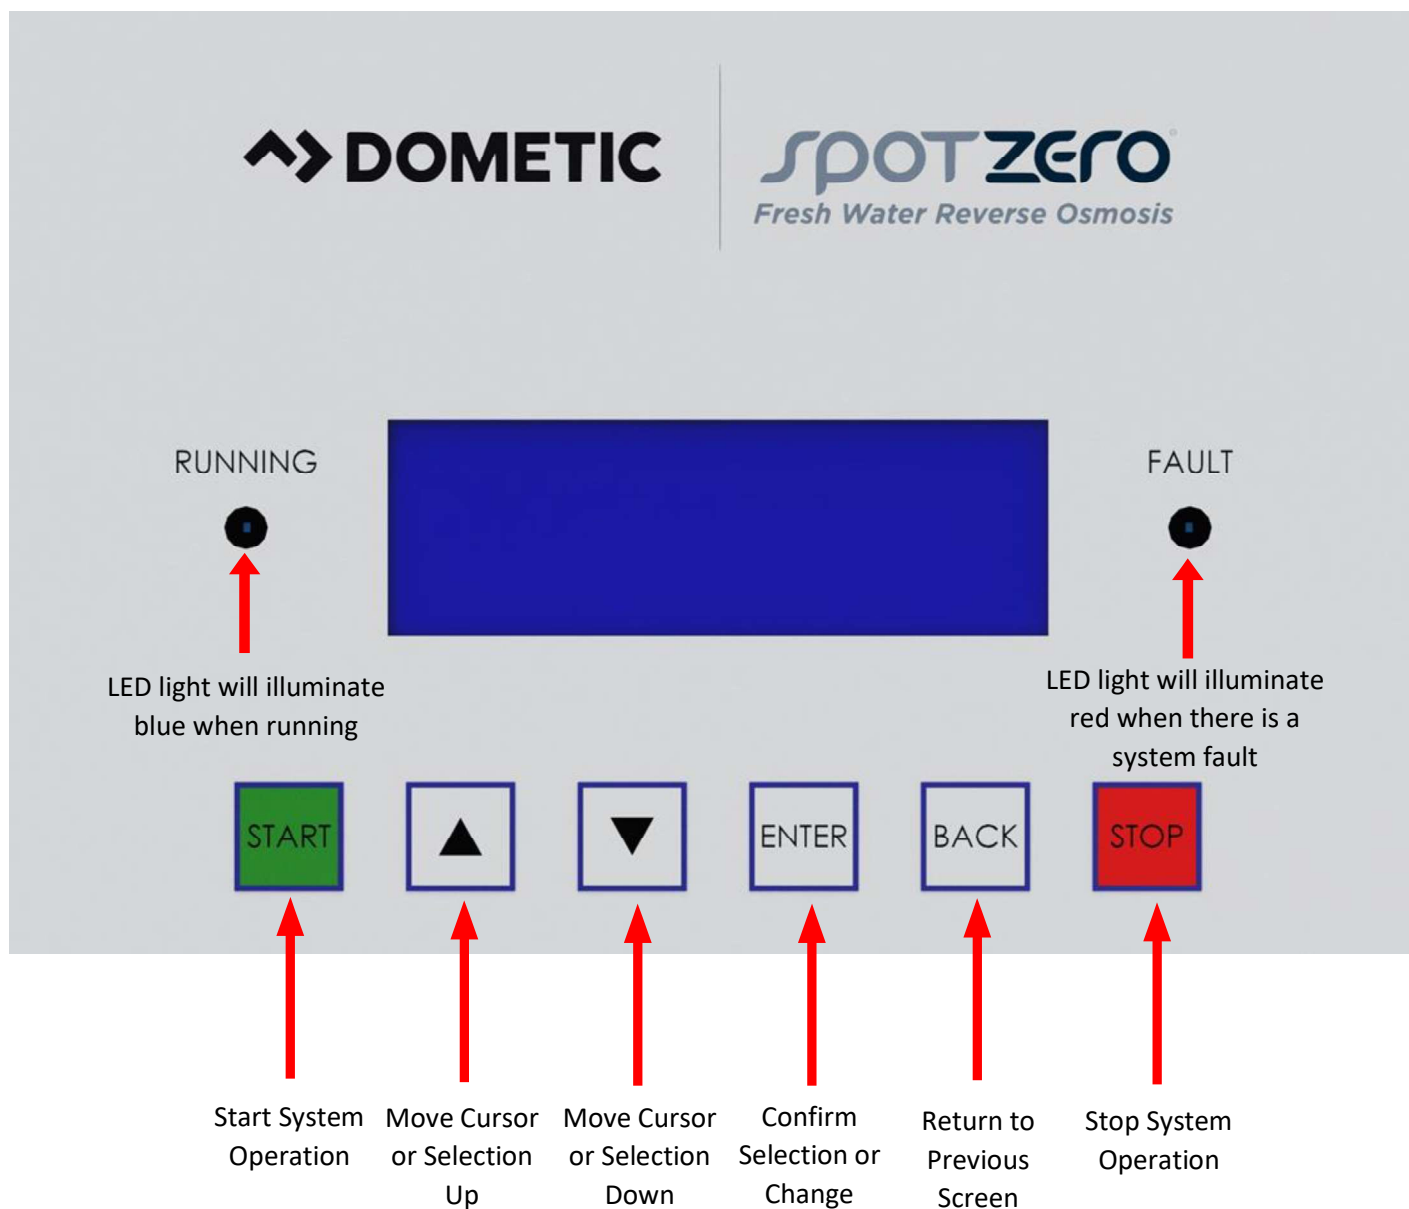 DOMETIC
SPOTZERO
Fresh Water Reverse Osmosis
RUNNING
FAULT
LED light will illuminate
blue when running
LED light will illuminate
red when there is a
system fault
START
▲
▼
ENTER
BACK
STOP
Start System
Operation
Move Cursor
or Selection
Up
Move Cursor
or Selection
Down
Confirm
Selection or
Change
Return to
Previous
Screen
Stop System
Operation